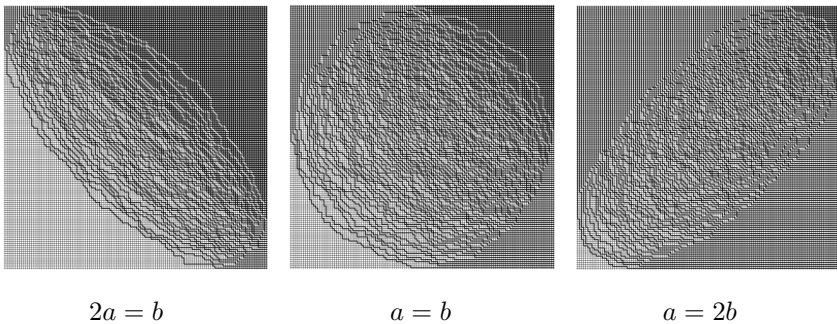 2a = b
a = b
a = 2b